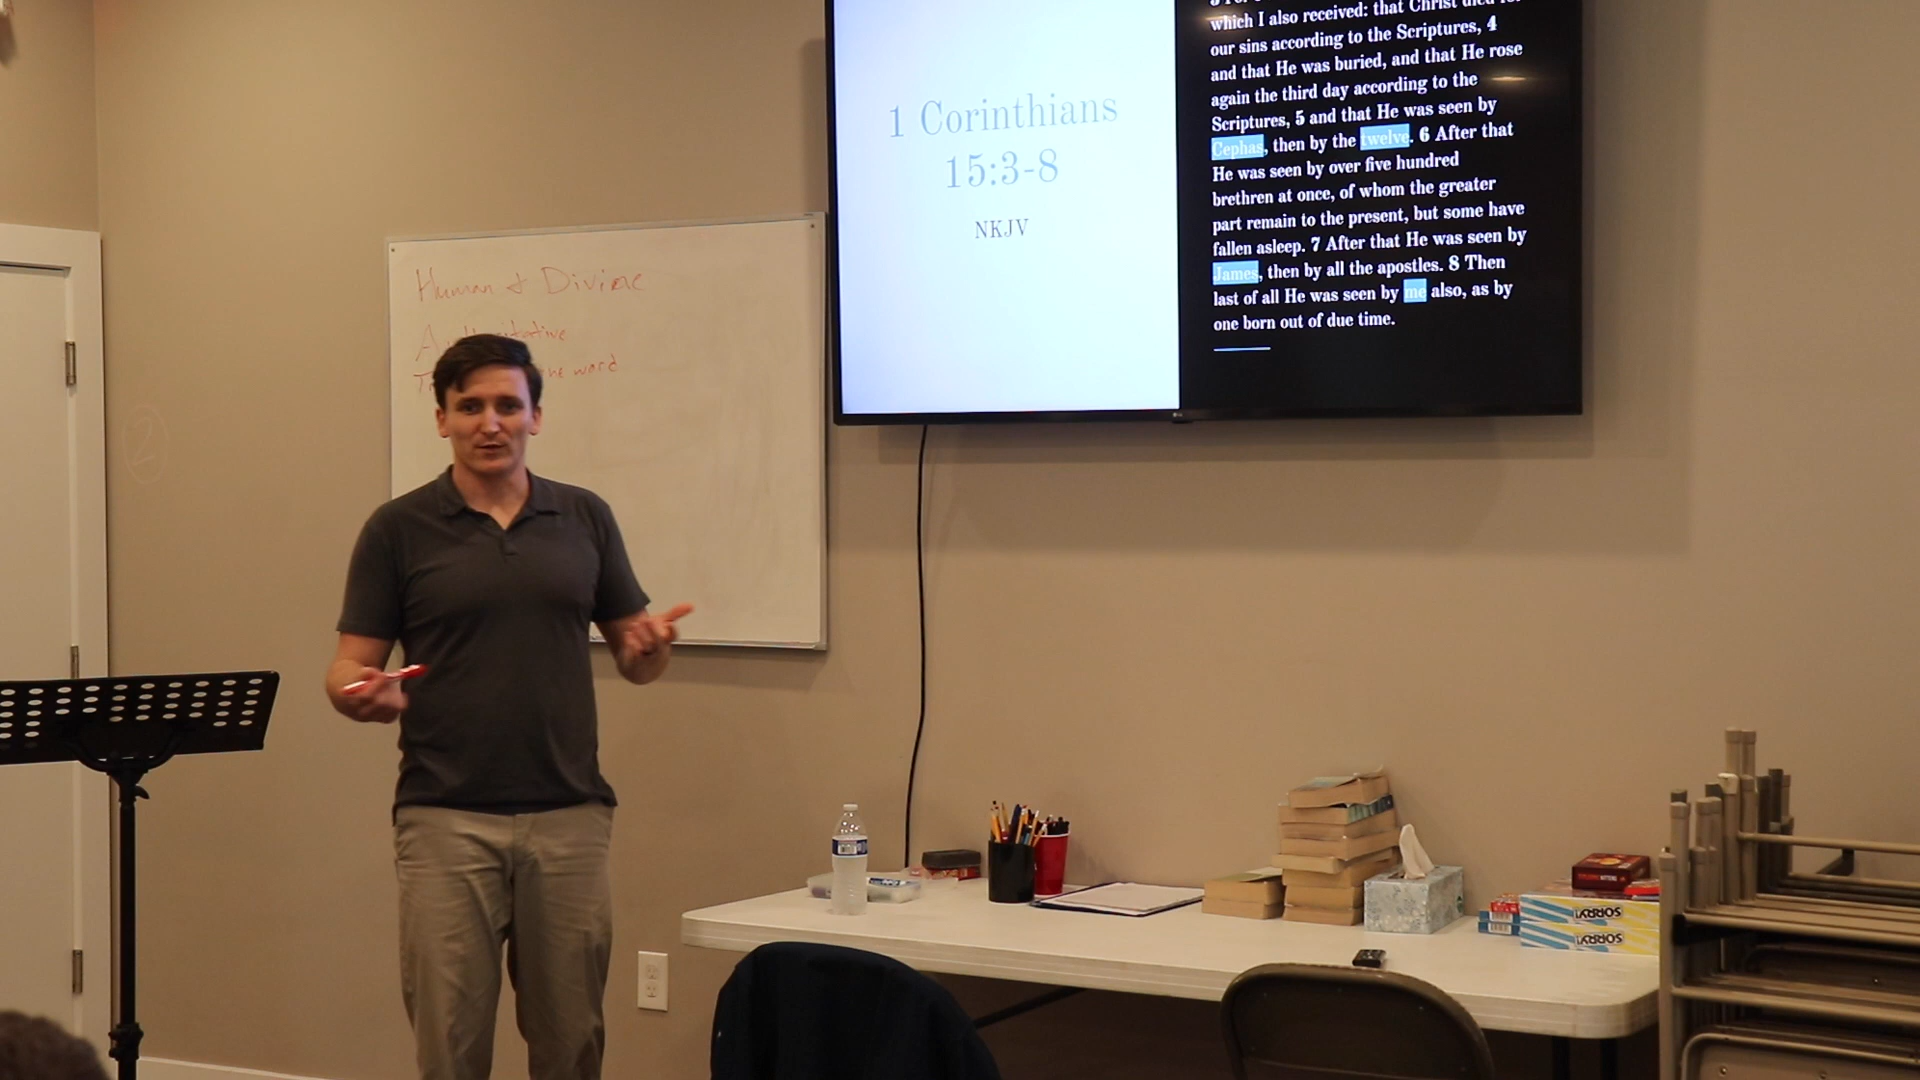 Human & Divine
the word
1 Corinthians
15:3-8
NKJV
which I also received: that Christ died for
our sins according to the Scriptures, 4
and that He was buried, and that He rose
again the third day according to the
Scriptures, 5 and that He was seen by
Cephas, then by the twelve. 6 After that
He was seen by over five hundred
brethren at once, of whom the greater
part remain to the present, but some have
fallen asleep. 7 After that He was seen by
James, then by all the apostles. 8 Then
last of all He was seen by me also, as by
one born out of due time.
2
SORRY!
SORRY!